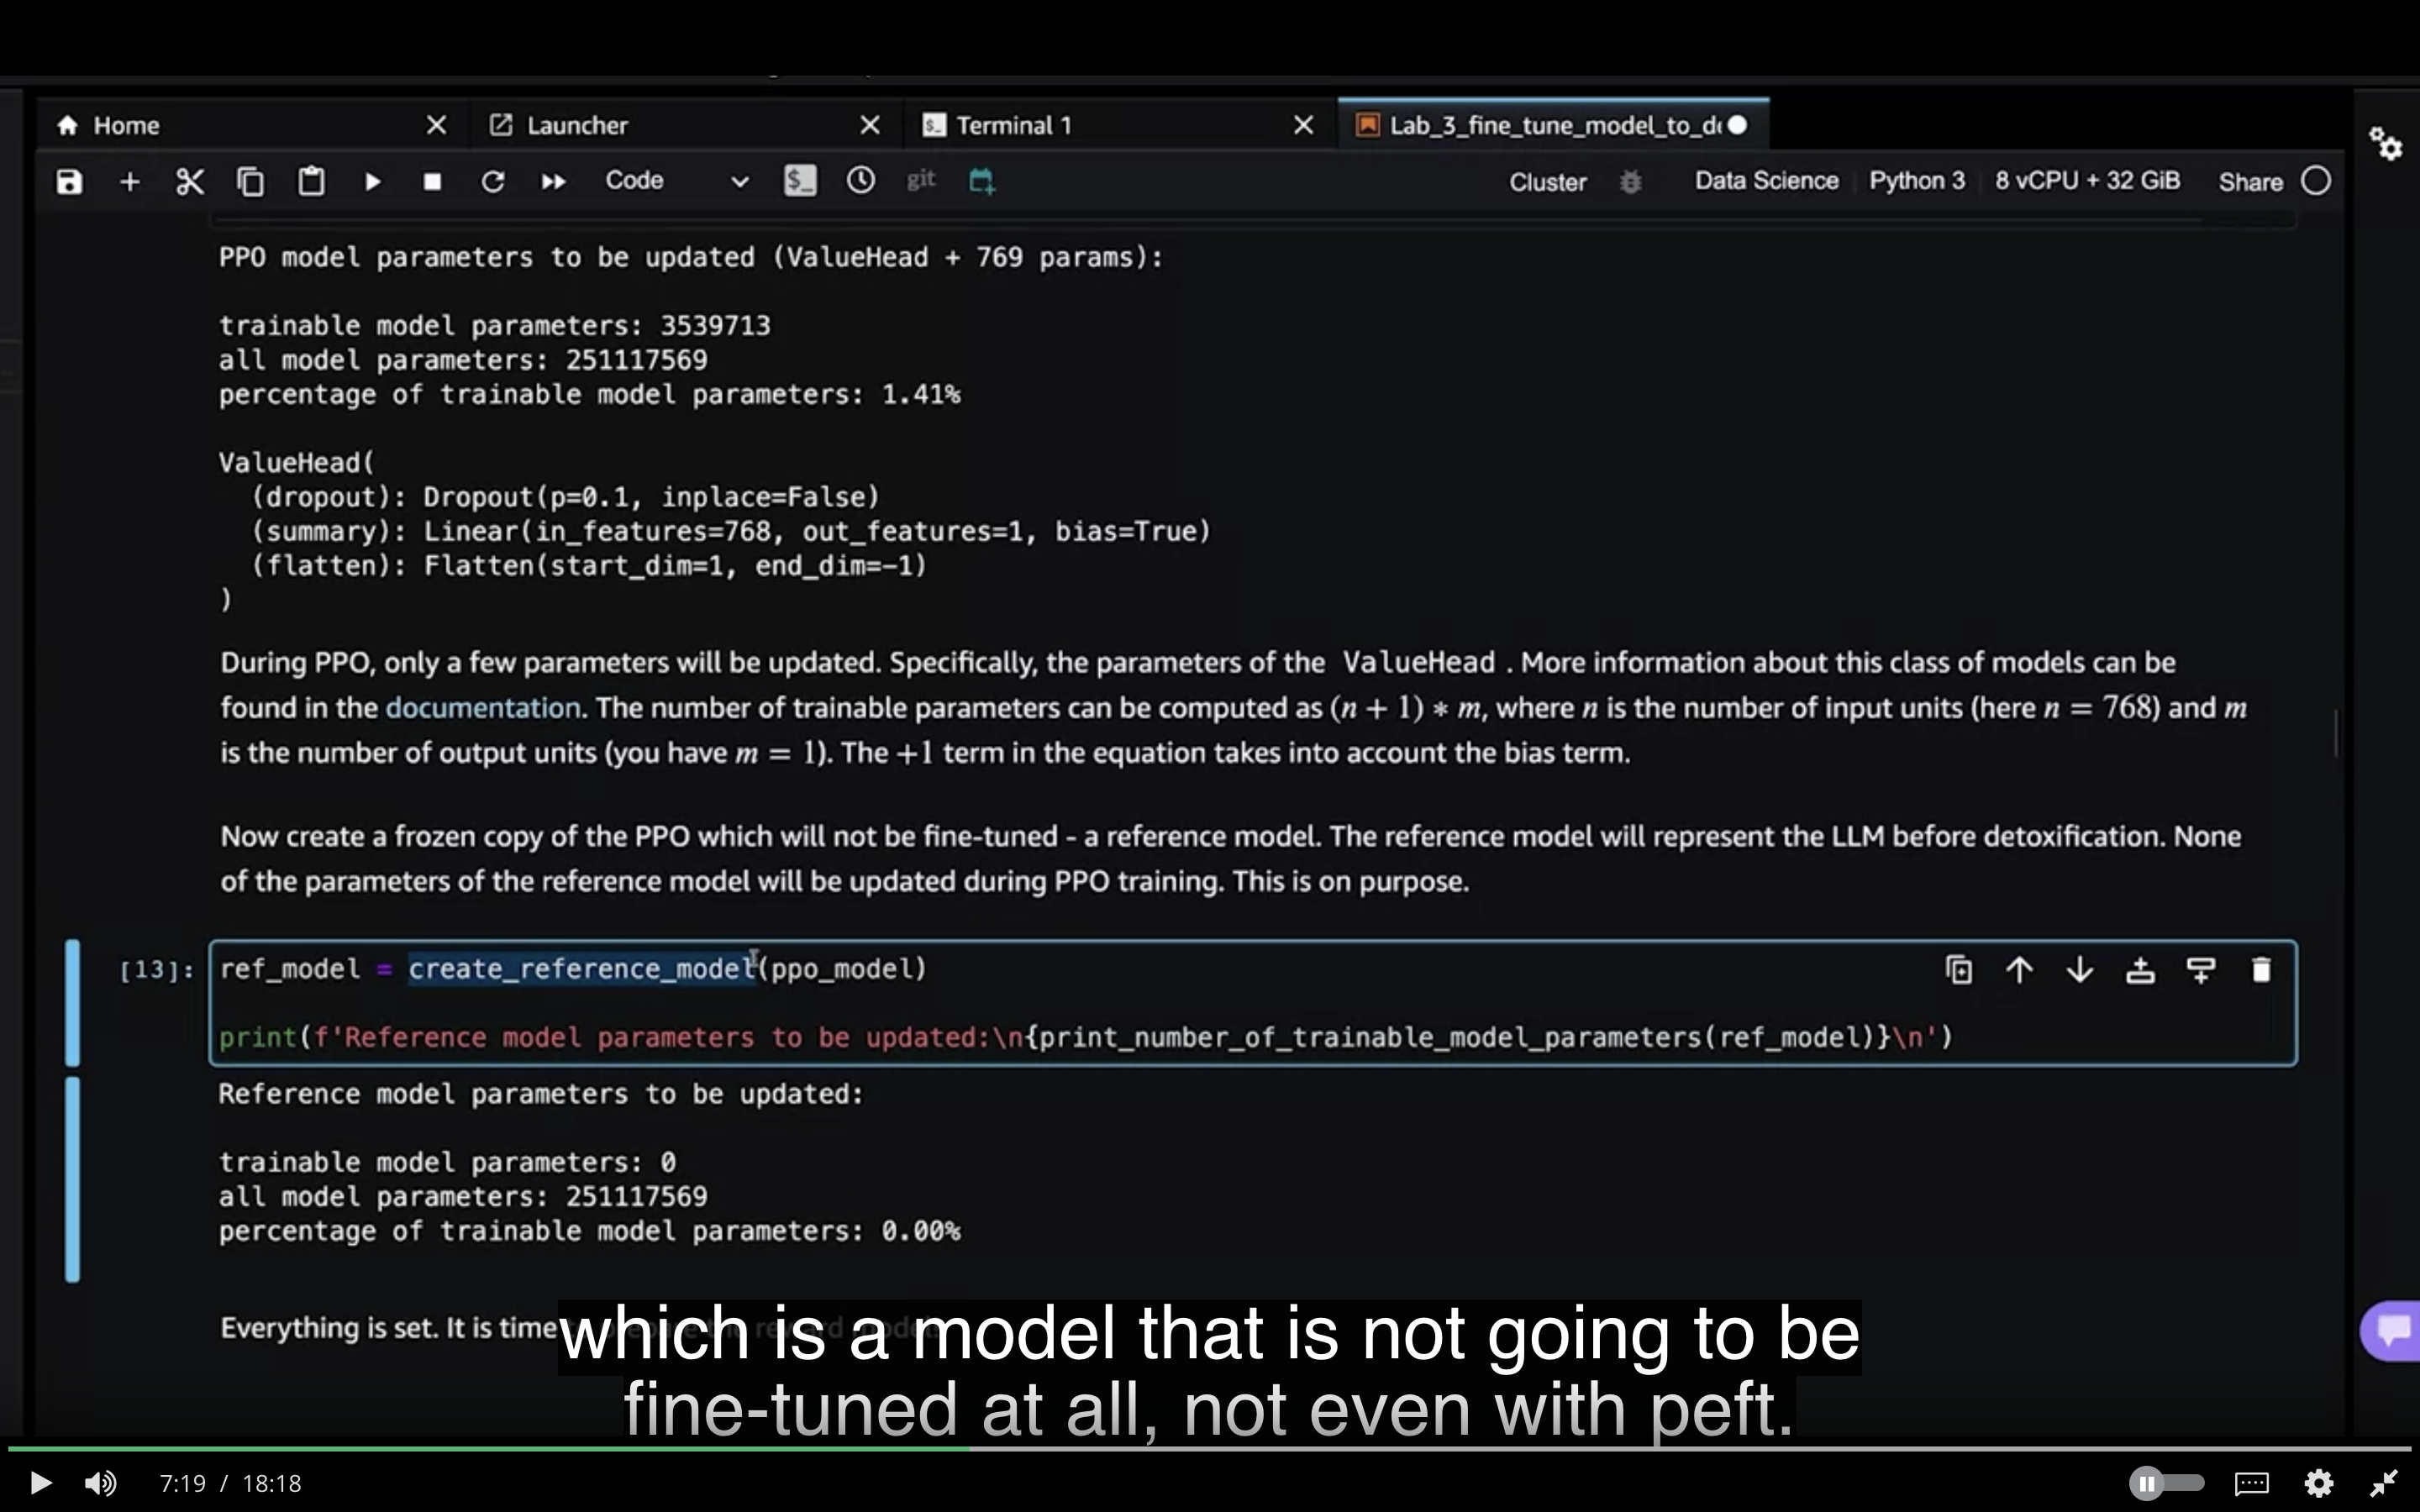 Home
Launcher
Terminal 1
Lab_3_fine_tune_model_to_d
Code
git
Cluster
Data Science
Python 3
8 vCPU + 32 GiB
Share
PPO model parameters to be updated (ValueHead + 769 params):
trainable model parameters: 3539713
all model parameters: 251117569
percentage of trainable model parameters: 1.41%
ValueHead(
(dropout): Dropout(p=0.1, inplace=False)
(summary): Linear(in_features=768, out_features=1, bias=True)
(flatten): Flatten(start_dim=1, end_dim=-1)
)
During PPO, only a few parameters will be updated. Specifically, the parameters of the ValueHead . More information about this class of models can be
found in the documentation. The number of trainable parameters can be computed as (n + 1) ∗ m, where n is the number of input units (here n = 768) and m
is the number of output units (you have m = 1). The +1 term in the equation takes into account the bias term.
Now create a frozen copy of the PPO which will not be fine-tuned - a reference model. The reference model will represent the LLM before detoxification. None
of the parameters of the reference model will be updated during PPO training. This is on purpose.
[13]: ref_model = create_reference_model(ppo_model)
print(f'Reference model parameters to be updated:\n{print_number_of_trainable_model_parameters(ref_model)}\n')
Reference model parameters to be updated:
trainable model parameters: 0
all model parameters: 251117569
percentage of trainable model parameters: 0.00%
Everything is set. It is time
which is a model that is not going to be
fine-tuned at all, not even with peft.
7:19 / 18:18